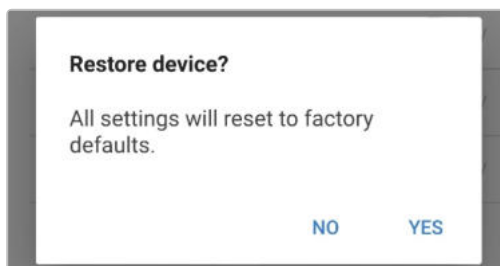 Restore device?
All settings will reset to factory
defaults.
NO YES